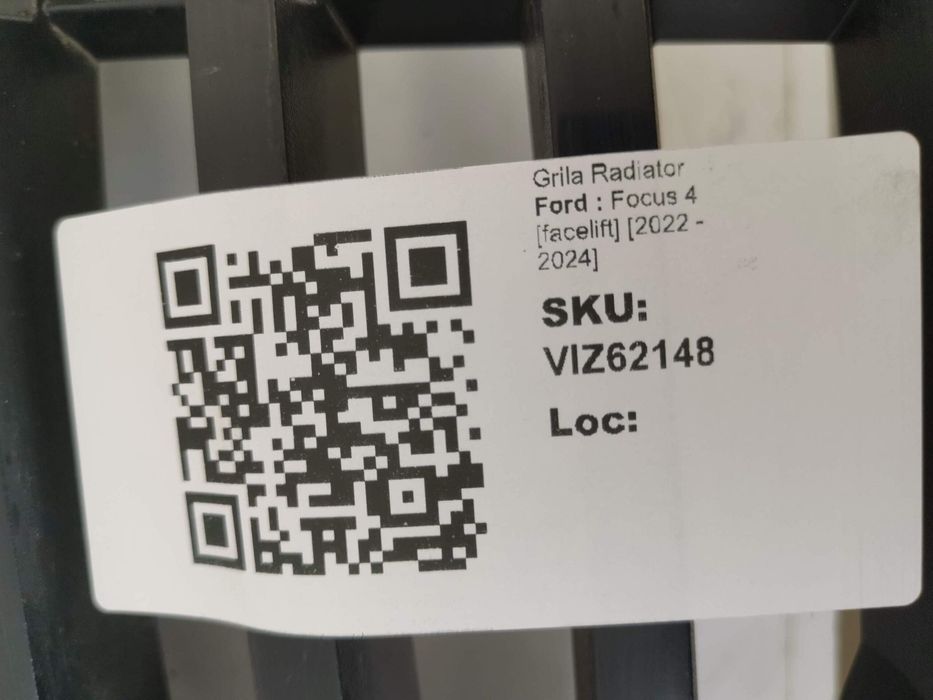 Grila Radiator
Ford : Focus 4
[facelift] [2022 -
2024]
SKU:
VIZ62148
Loc: